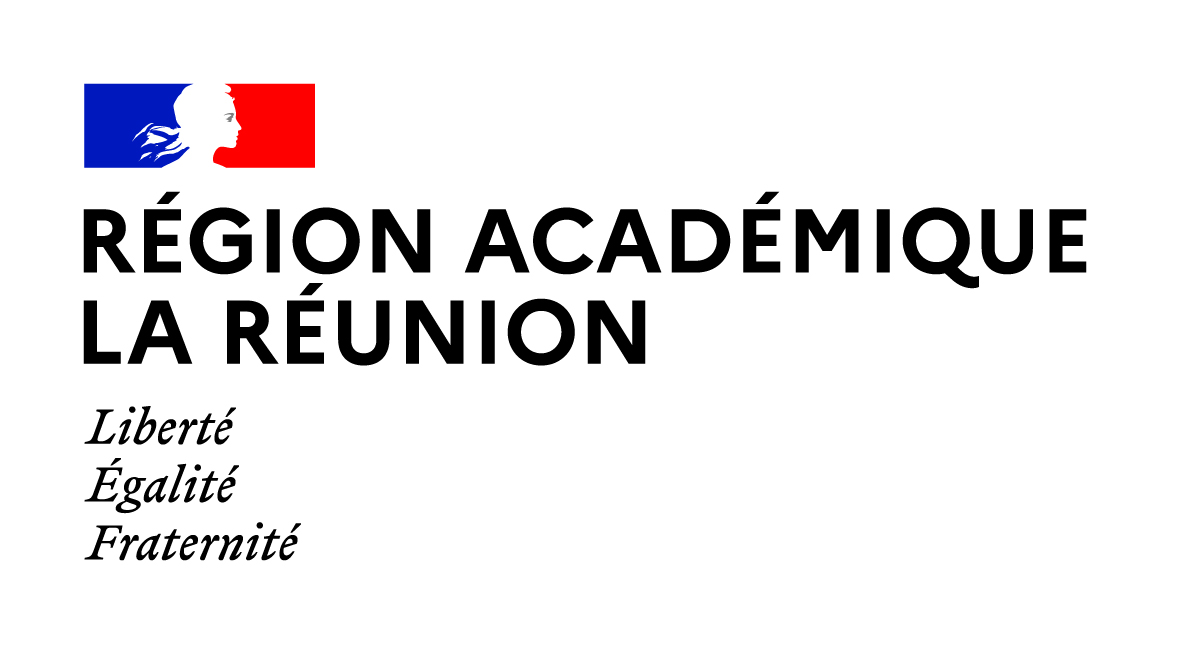 RÉGION ACADÉMIQUE
LA RÉUNION
Liberté
Égalité
Fraternité